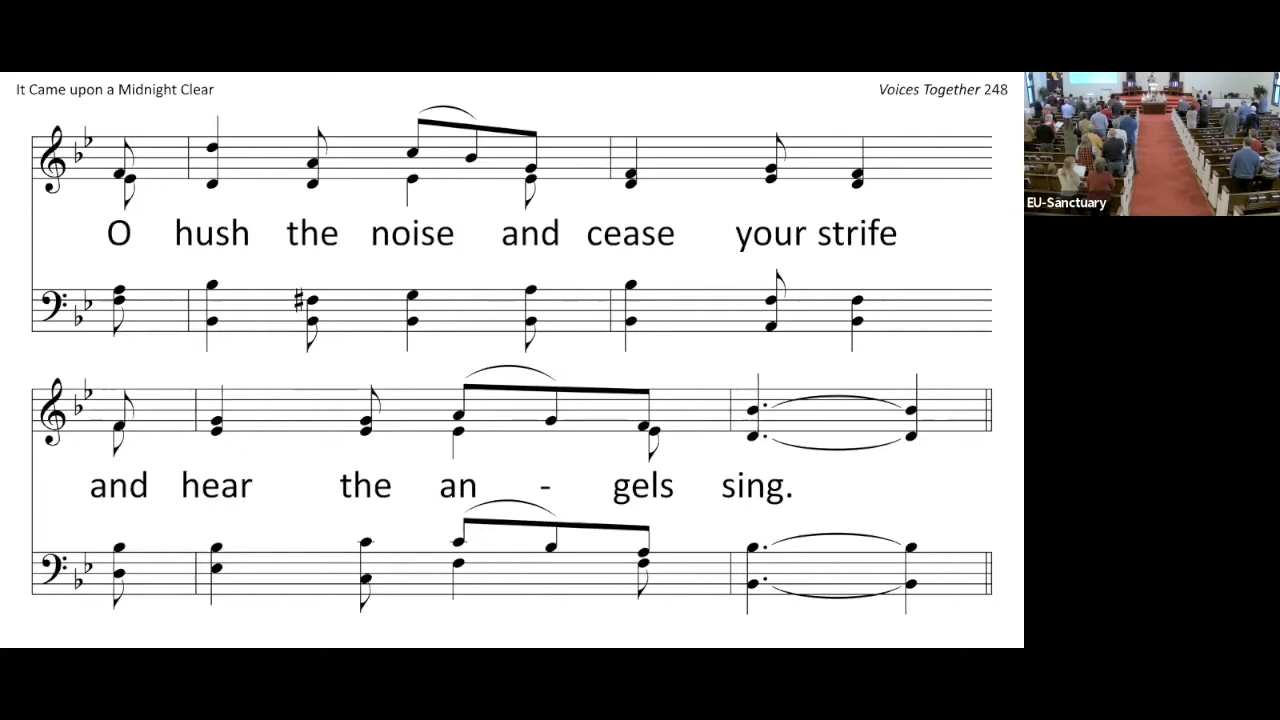 It Came upon a Midnight Clear
Voices Together 248
O hush the noise and cease your strife
and hear the an - gels sing.
EU-Sanctuary